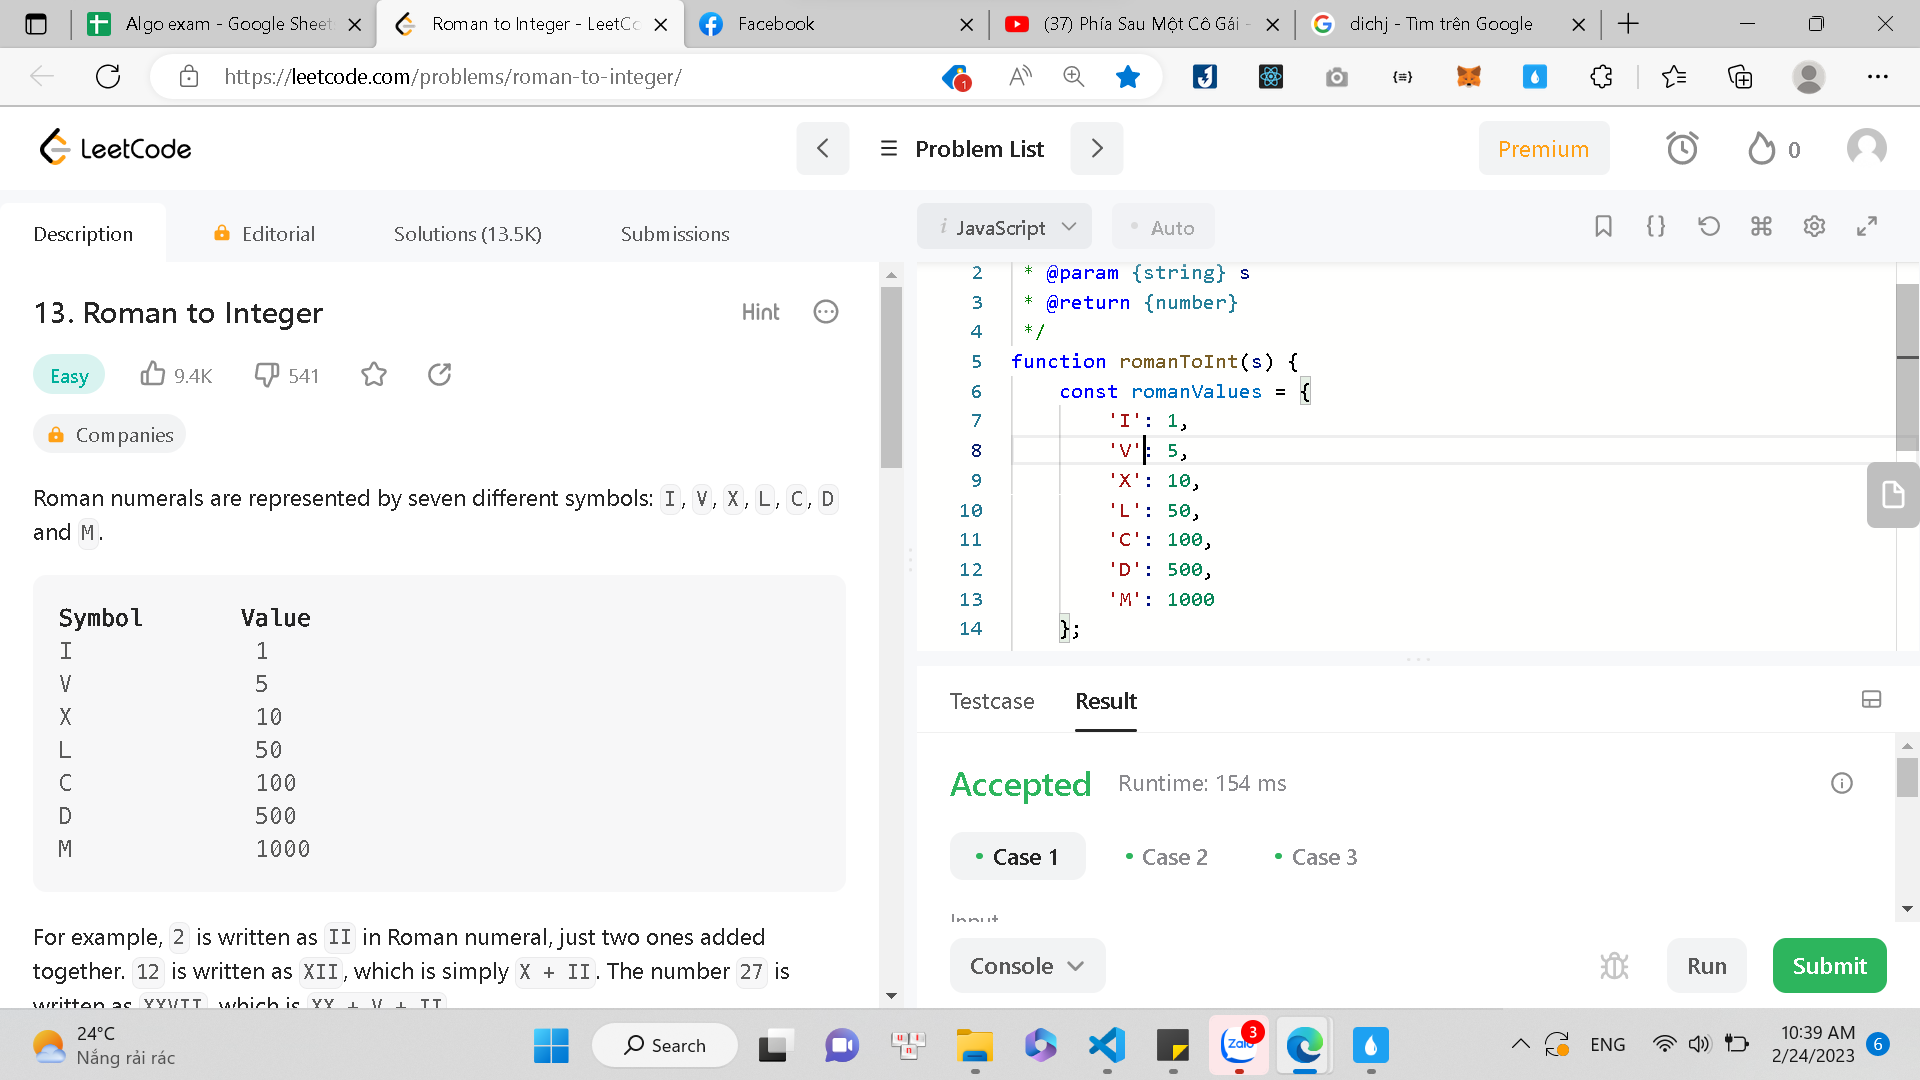 Algo exam - Google Sheet
Roman to Integer - LeetCo
Facebook
(37) Phía Sau Một Cô Gái -
dichj - Tìm trên Google
https://leetcode.com/problems/roman-to-integer/
1
LeetCode
Problem List
Premium
0
Description
Editorial
Solutions (13.5K)
Submissions
i JavaScript
Auto
13. Roman to Integer
Hint
Easy
9.4K
541
Companies
Roman numerals are represented by seven different symbols: I, V, X, L, C, D
and M.
Symbol Value
I 1
V 5
X 10
L 50
C 100
D 500
M 1000
For example, 2 is written as II in Roman numeral, just two ones added
together. 12 is written as XII, which is simply X + II. The number 27 is
written as XXVII, which is XX + V + II
2 * @param {string} s
3 * @return {number}
4 */
5 function romanToInt(s) {
6 const romanValues = {
7 'I': 1,
8 'V': 5,
9 'X': 10,
10 'L': 50,
11 'C': 100,
12 'D': 500,
13 'M': 1000
14 };
Testcase
Result
Accepted
Runtime: 154 ms
Case 1
Case 2
Case 3
Input
Console
Run
Submit
24°C
Nắng rải rác
Search
u i n
Zalo
3
ENG
10:39 AM
2/24/2023
6